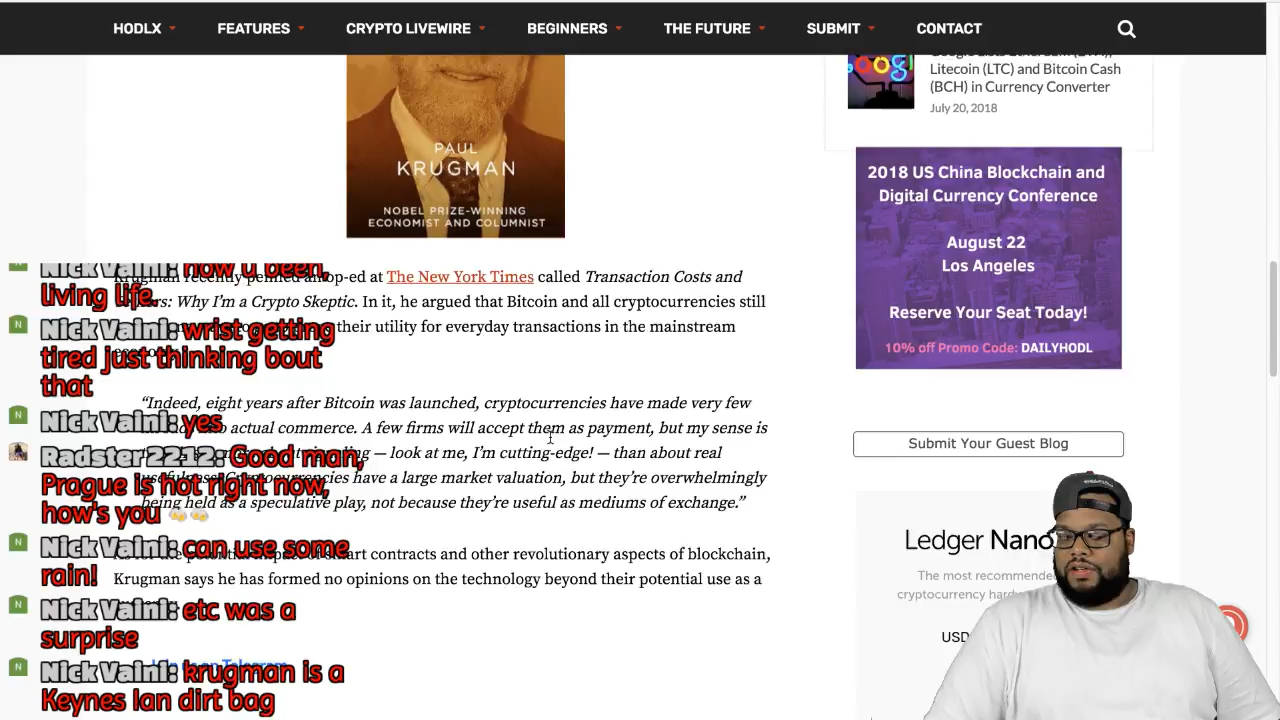 HODLX
FEATURES
CRYPTO LIVEWIRE
BEGINNERS
THE FUTURE
SUBMIT
CONTACT
PAUL
KRUGMAN
NOBEL PRIZE-WINNING
ECONOMIST AND COLUMNIST
Litecoin (LTC) and Bitcoin Cash
(BCH) in Currency Converter
July 20, 2018
2018 US China Blockchain and
Digital Currency Conference
August 22
Los Angeles
Reserve Your Seat Today!
10% off Promo Code: DAILYHODL
Submit Your Guest Blog
Ledger Nano
The most recommended
cryptocurrency
USD
Krugman recently penned an op-ed at The New York Times called Transaction Costs and
: Why I'm a Crypto Skeptic. In it, he argued that Bitcoin and all cryptocurrencies still
their utility for everyday transactions in the mainstream
"Indeed, eight years after Bitcoin was launched, cryptocurrencies have made very few
actual commerce. A few firms will accept them as payment, but my sense is
— look at me, I'm cutting-edge! — than about real
Cryptocurrencies have a large market valuation, but they're overwhelmingly
being held as a speculative play, not because they're useful as mediums of exchange."
contracts and other revolutionary aspects of blockchain,
Krugman says he has formed no opinions on the technology beyond their potential use as a
Nick Vaini: how u been,
living life.
Nick Vaini: wrist getting
tired just thinking bout
that
Nick Vaini: yes
Radster2212: Good man,
Prague is hot right now,
how's you 🍻🍻
Nick Vaini: can use some
rain!
Nick Vaini: etc was a
surprise
Nick Vaini: krugman is a
Keynes Ian dirt bag